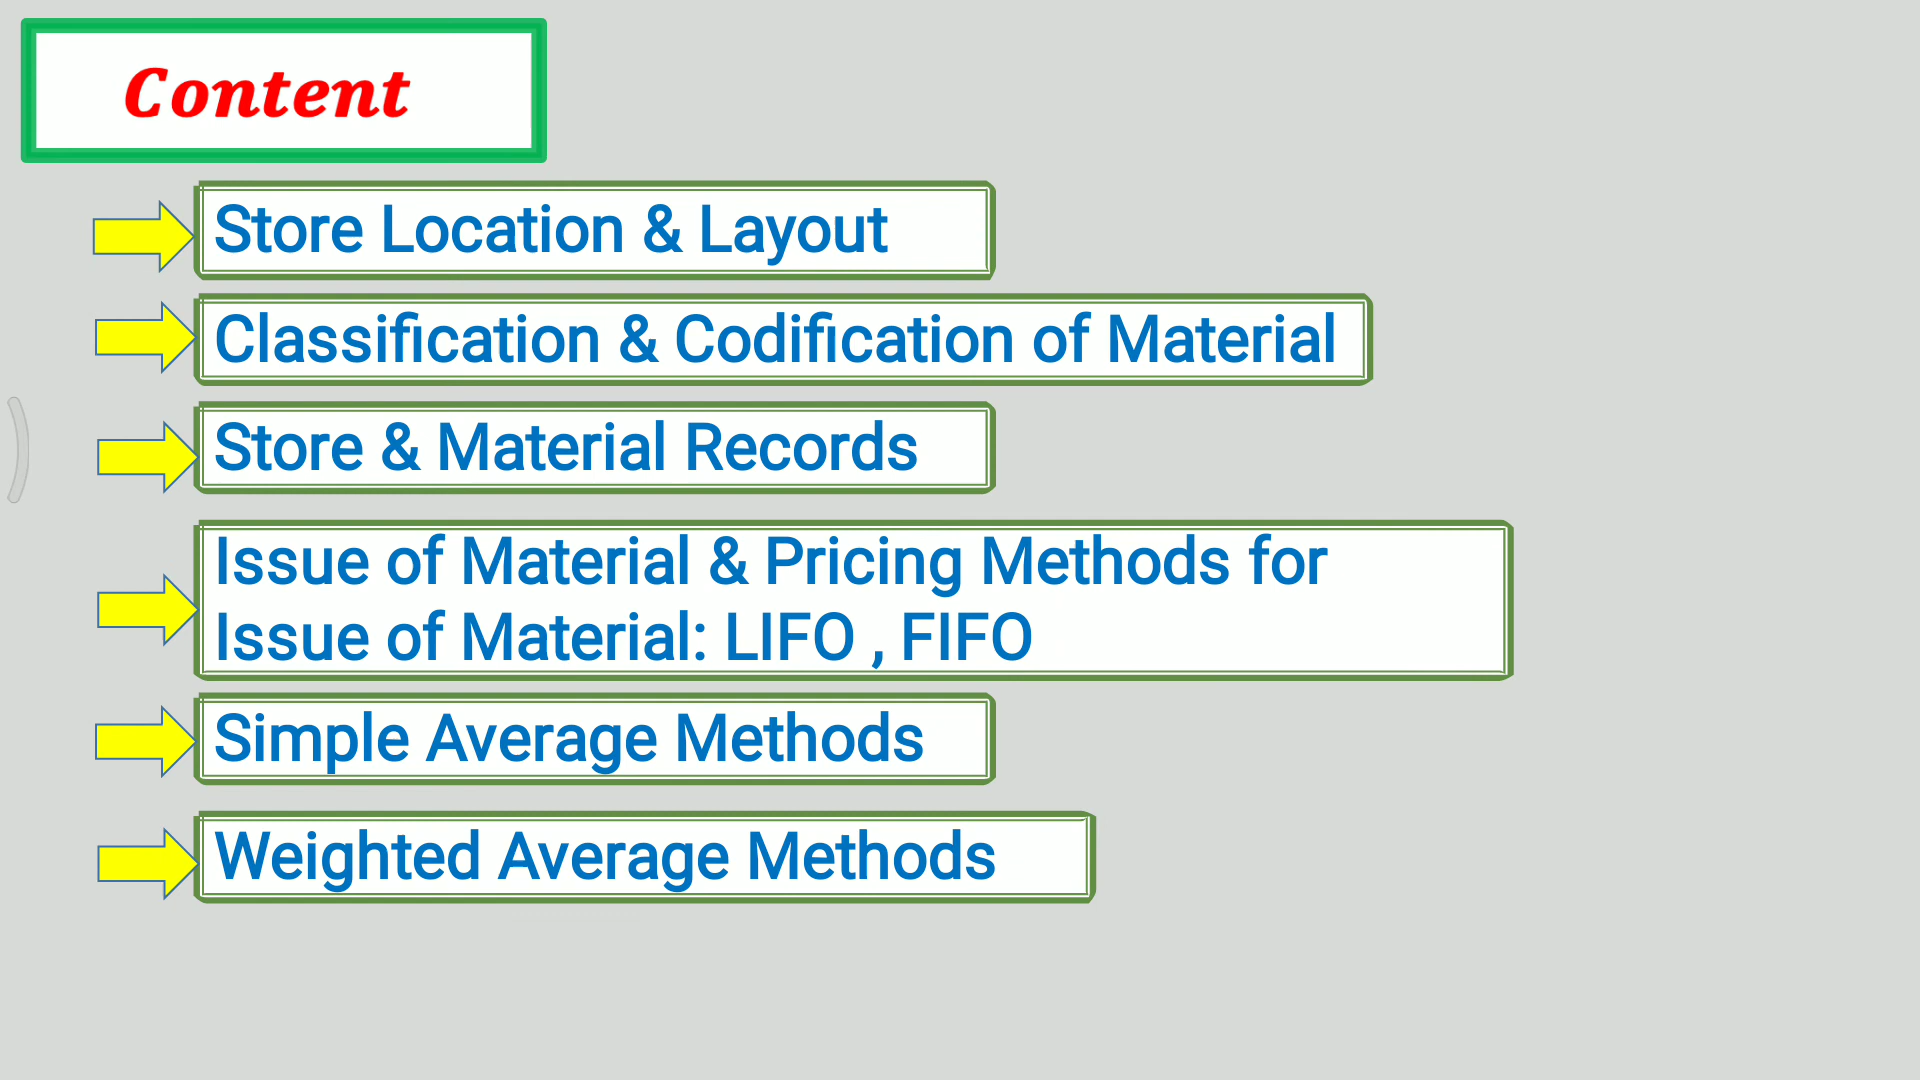 Content
Store Location & Layout
Classification & Codification of Material
Store & Material Records
Issue of Material & Pricing Methods for
Issue of Material: LIFO , FIFO
Simple Average Methods
Weighted Average Methods